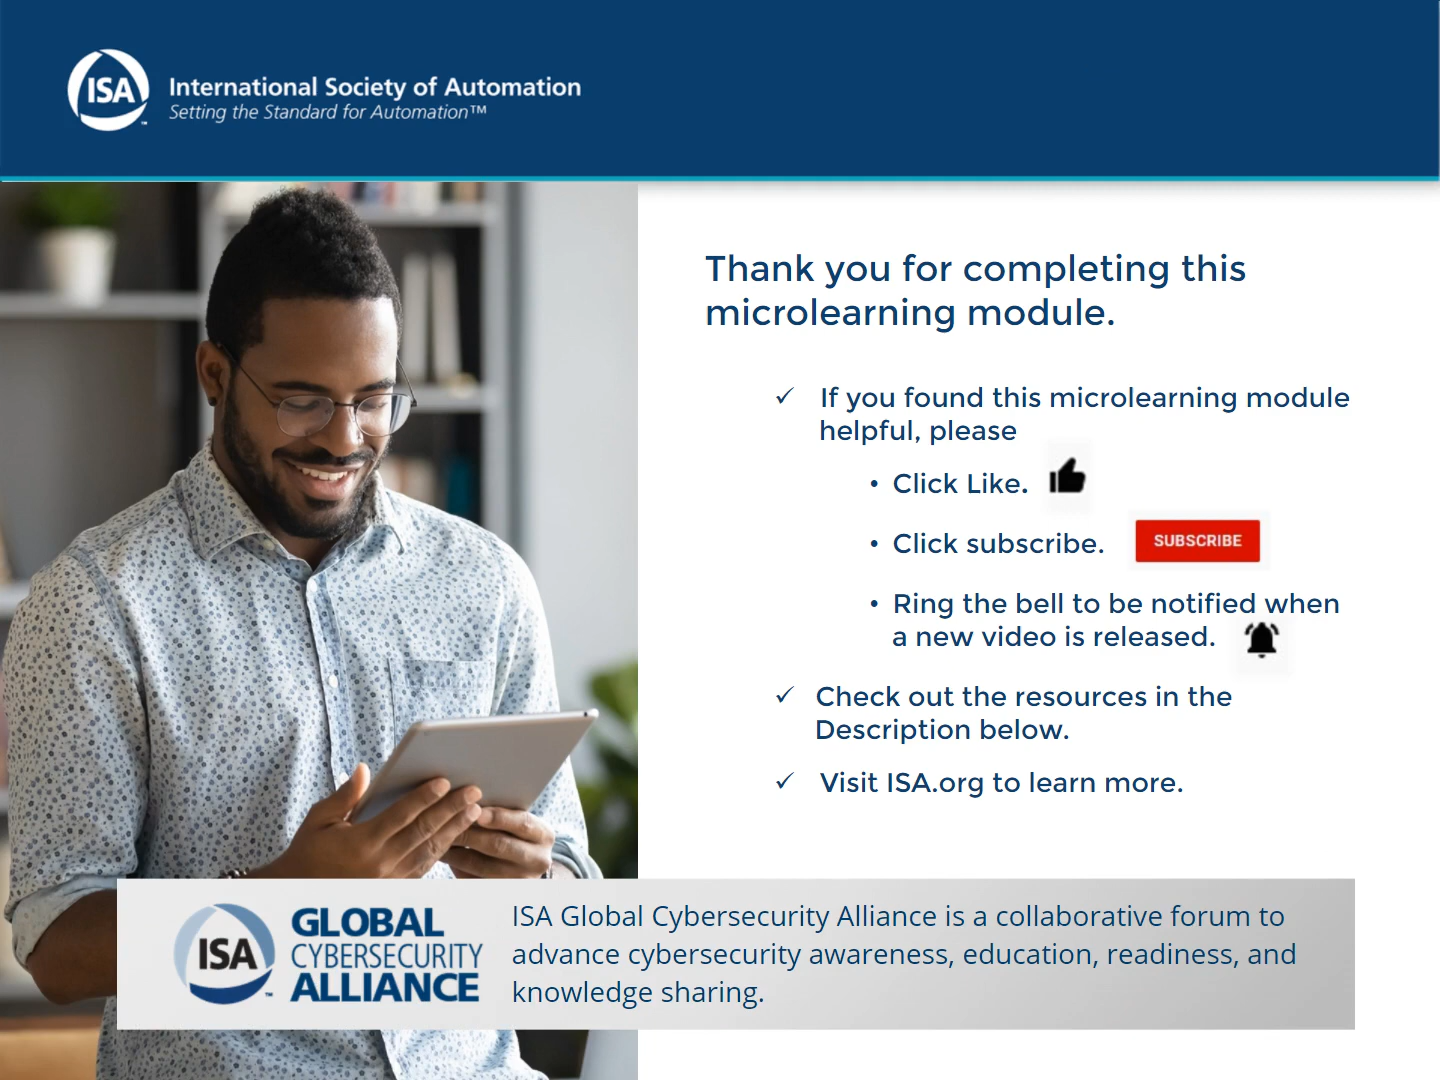 ISA
International Society of Automation
Setting the Standard for Automation™
Thank you for completing this
microlearning module.
✓ If you found this microlearning module
helpful, please
• Click Like.
• Click subscribe. SUBSCRIBE
• Ring the bell to be notified when
a new video is released.
✓ Check out the resources in the
Description below.
✓ Visit ISA.org to learn more.
ISA™
GLOBAL
CYBERSECURITY
ALLIANCE
ISA Global Cybersecurity Alliance is a collaborative forum to
advance cybersecurity awareness, education, readiness, and
knowledge sharing.